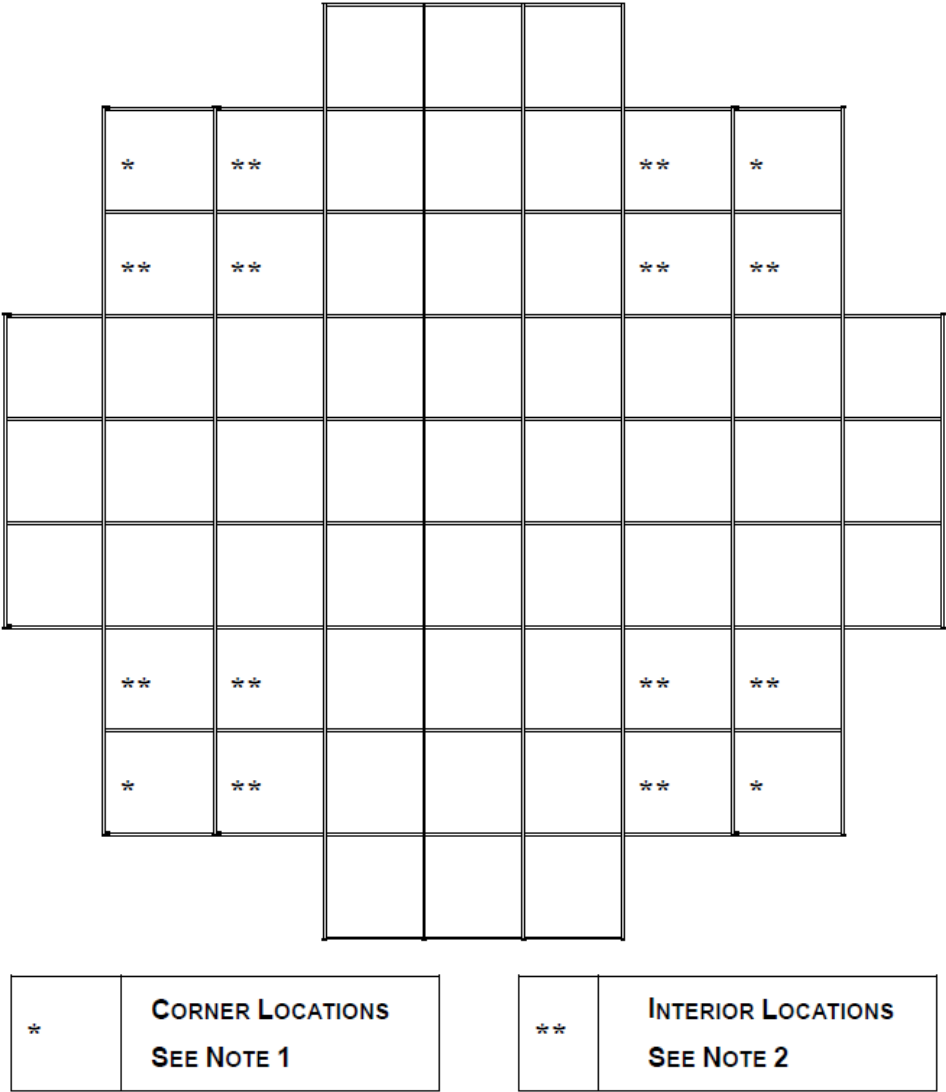 * ** ** *
** ** ** **
** ** ** **
* ** ** *
* CORNER LOCATIONS
SEE NOTE 1
** INTERIOR LOCATIONS
SEE NOTE 2